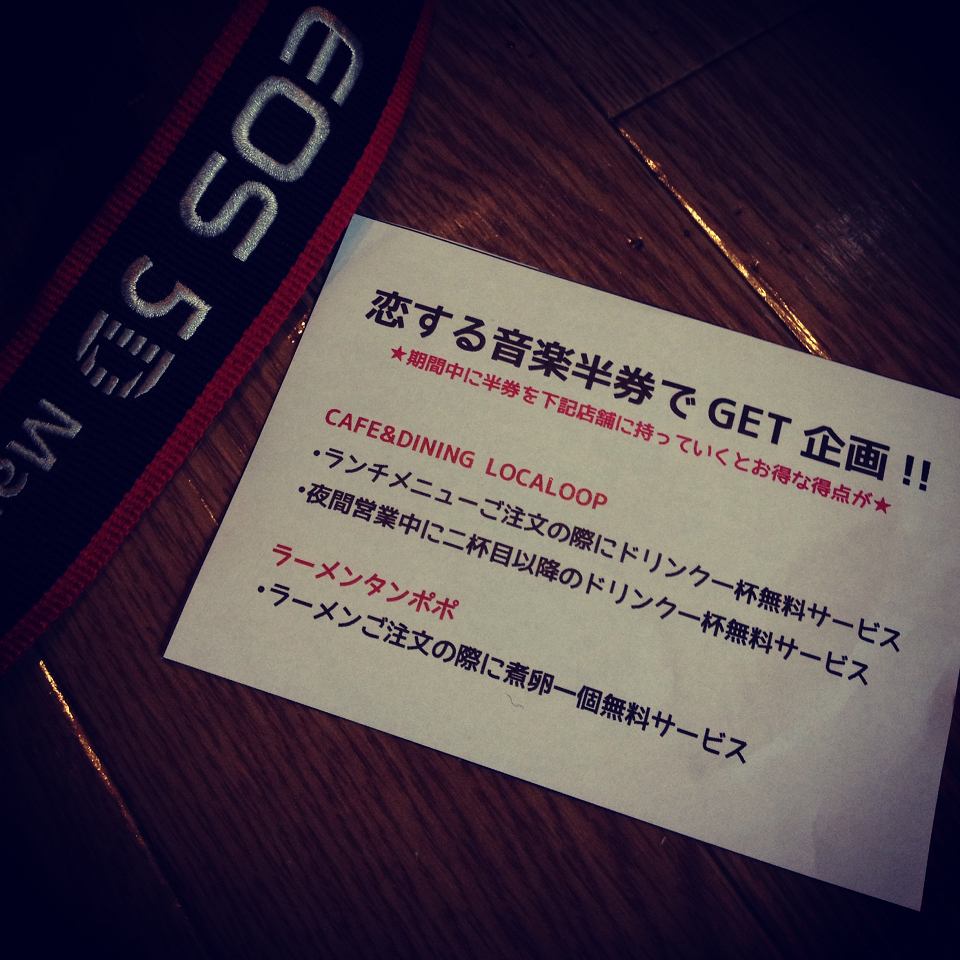 EOS 5D Ma
恋する音楽半券で GET 企画 !!
★期間中に半券を下記店舗に持っていくとお得な得点が★
CAFE&DINING LOCALOOP
・ランチメニューご注文の際にドリンク一杯無料サービス
・夜間営業中に二杯目以降のドリンク一杯無料サービス
ラーメンタンポポ
・ラーメンご注文の際に煮卵一個無料サービス